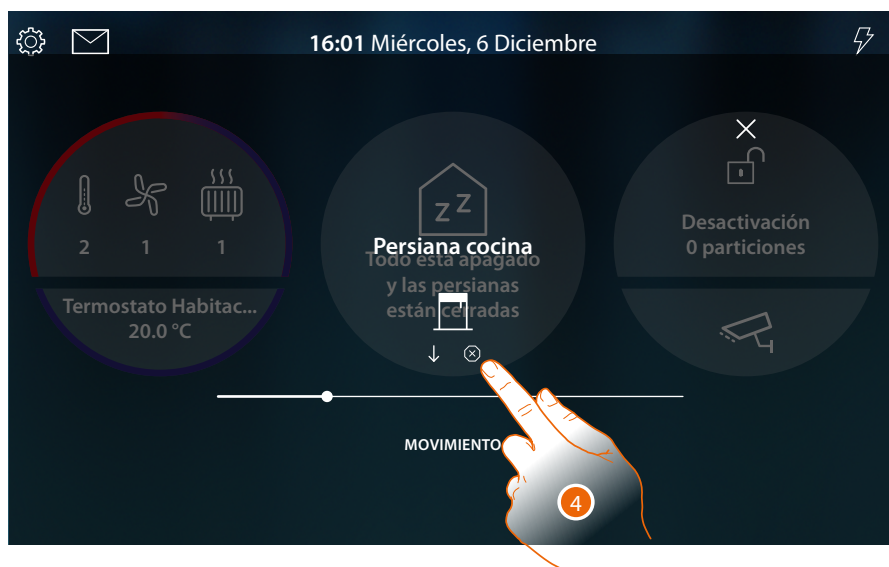 16:01 Miércoles, 6 Diciembre
2 1 1
Termostato Habitac...
20.0 °C
Z Z
Persiana cocina
Todo está apagado
y las persianas
están cerradas
Desactivación
0 particiones
MOVIMIENTO
4